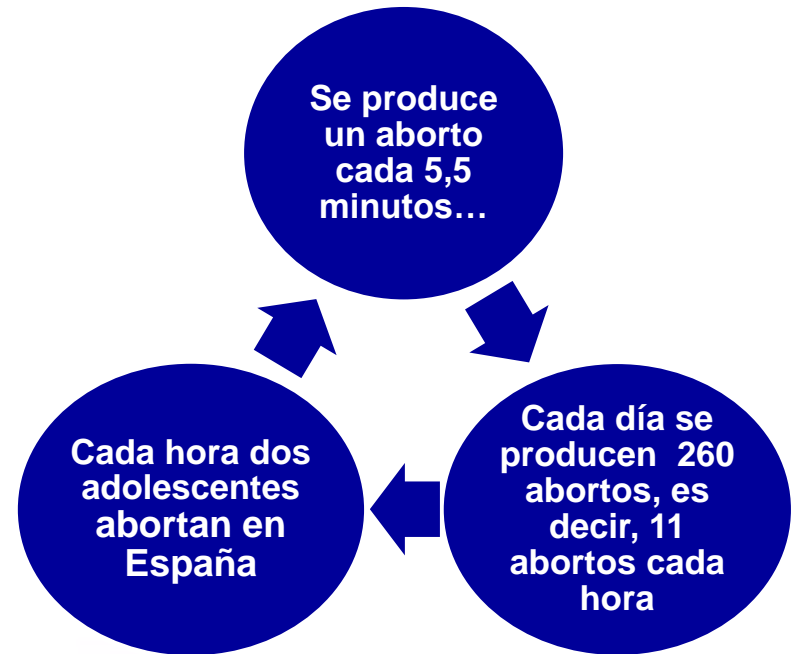 Se produce
un aborto
cada 5,5
minutos…
Cada día se
producen 260
abortos, es
decir, 11
abortos cada
hora
Cada hora dos
adolescentes
abortan en
España